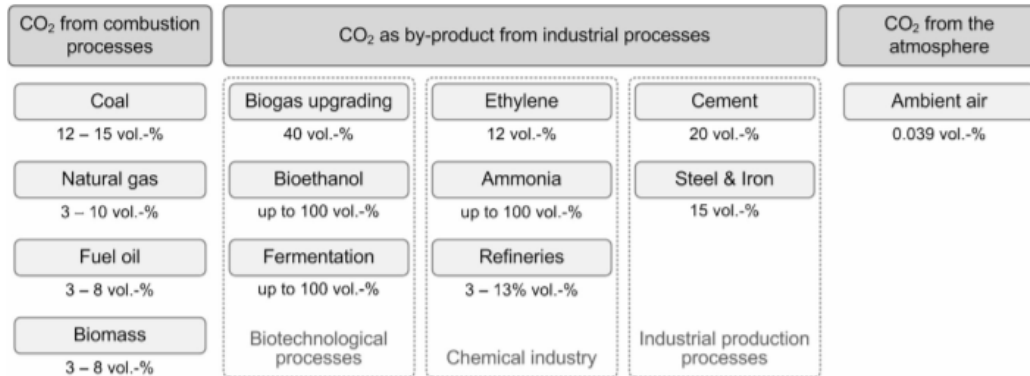 CO₂ from combustion
processes
CO₂ as by-product from industrial processes
CO₂ from the
atmosphere
Coal
12 – 15 vol.-%
Natural gas
3 – 10 vol.-%
Fuel oil
3 – 8 vol.-%
Biomass
3 – 8 vol.-%
Biogas upgrading
40 vol.-%
Bioethanol
up to 100 vol.-%
Fermentation
up to 100 vol.-%
Biotechnological
processes
Ethylene
12 vol.-%
Ammonia
up to 100 vol.-%
Refineries
3 – 13% vol.-%
Chemical industry
Cement
20 vol.-%
Steel & Iron
15 vol.-%
Industrial production
processes
Ambient air
0.039 vol.-%